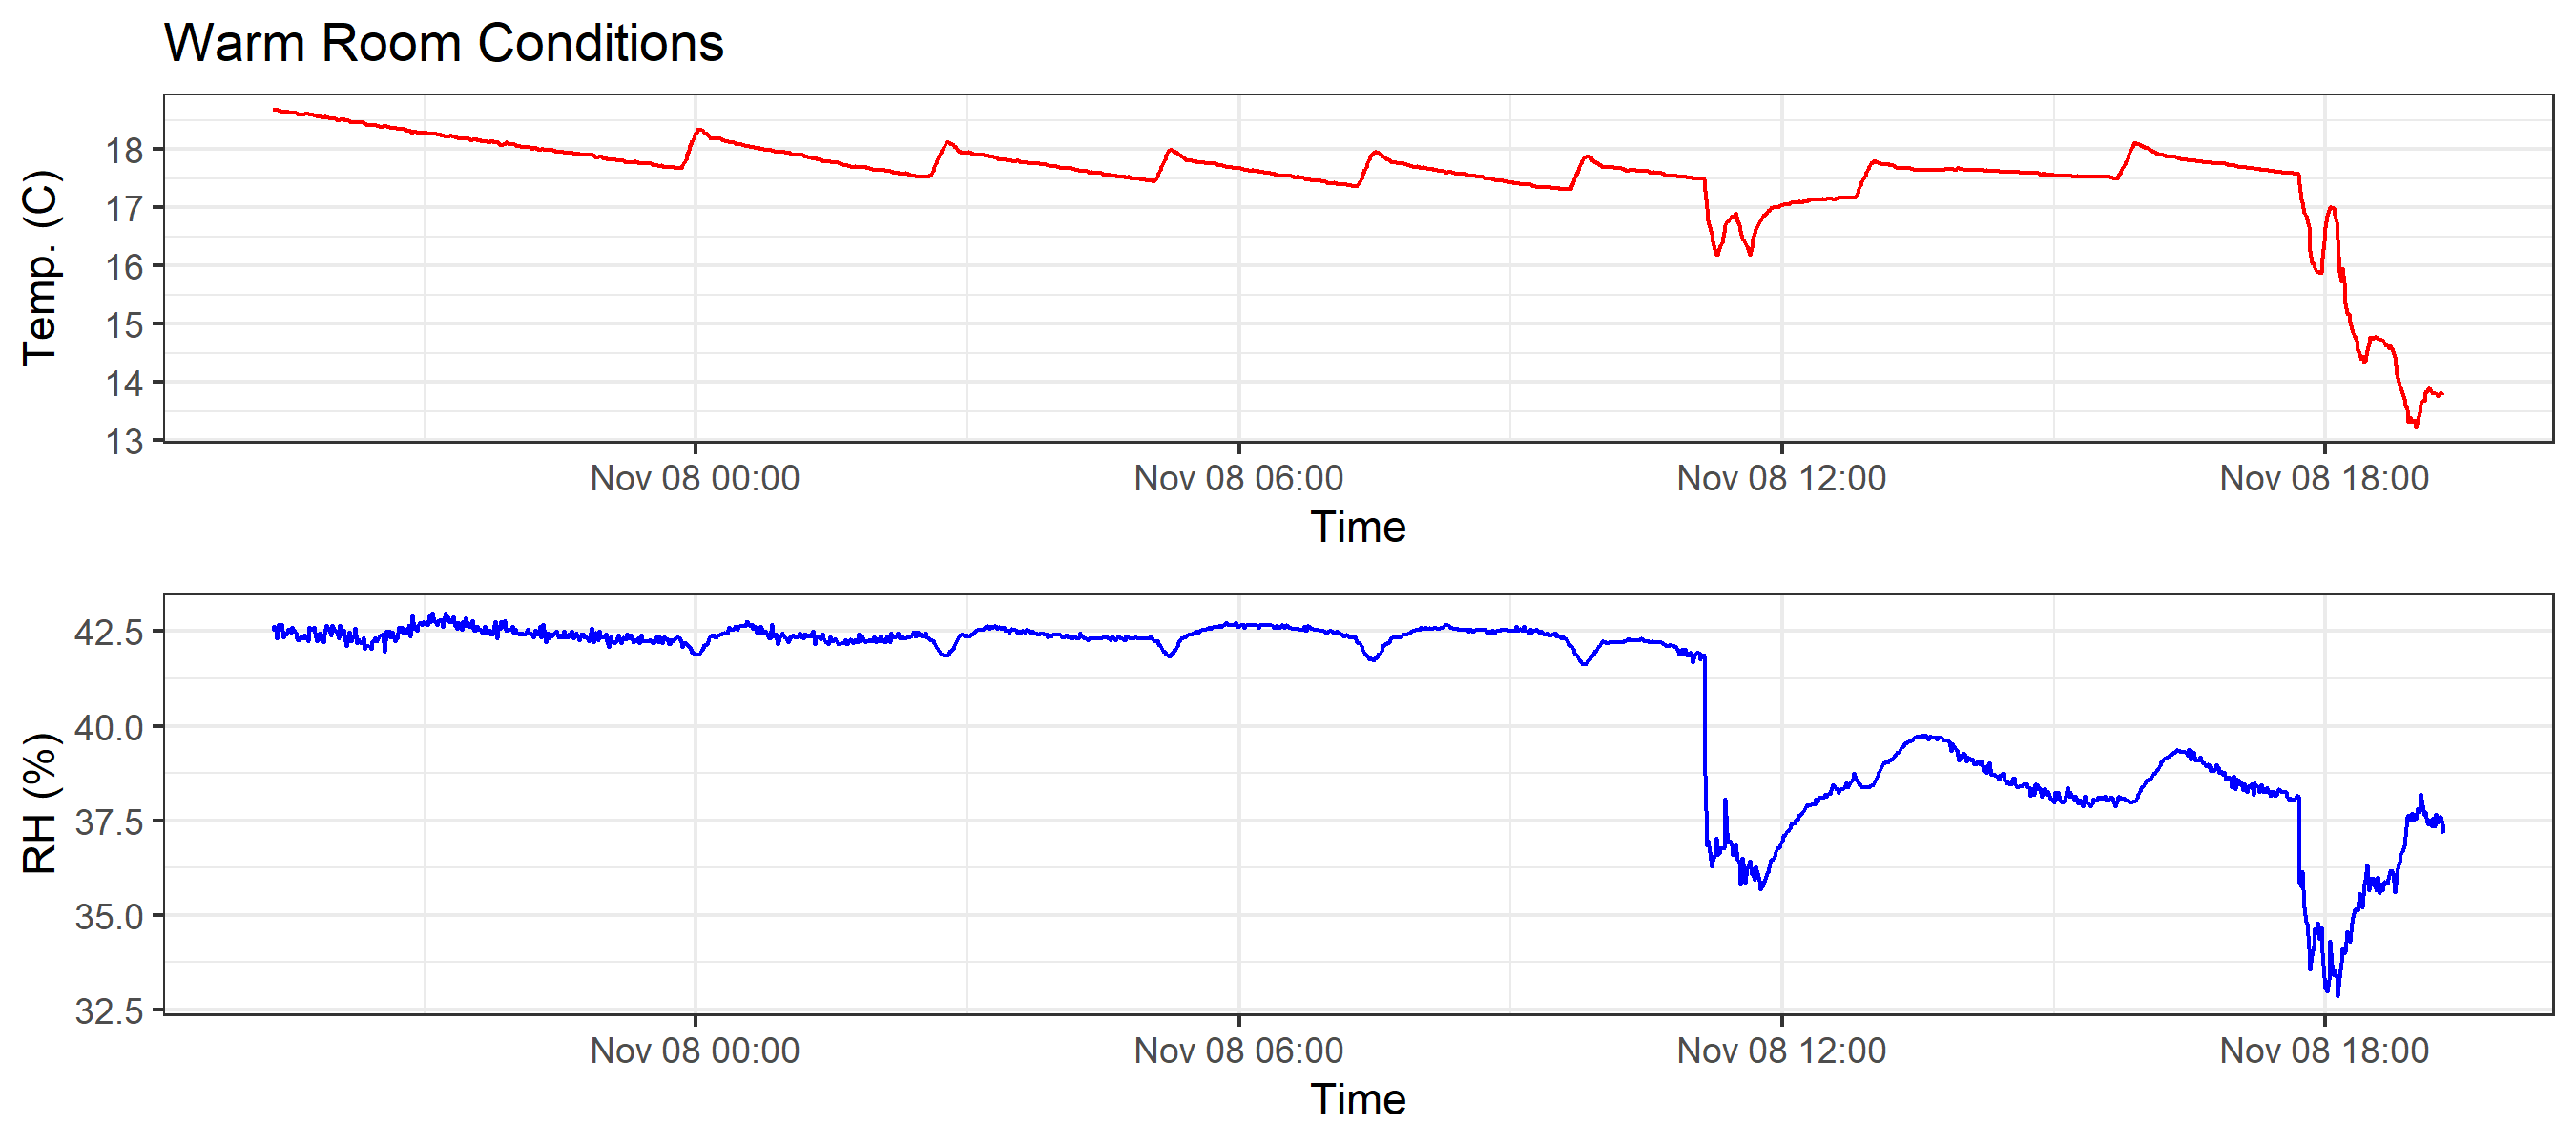 Warm Room Conditions
Temp. (C)
18
17
16
15
14
13
Nov 08 00:00 Nov 08 06:00 Nov 08 12:00 Nov 08 18:00
Time
RH (%)
42.5
40.0
37.5
35.0
32.5
Nov 08 00:00 Nov 08 06:00 Nov 08 12:00 Nov 08 18:00
Time